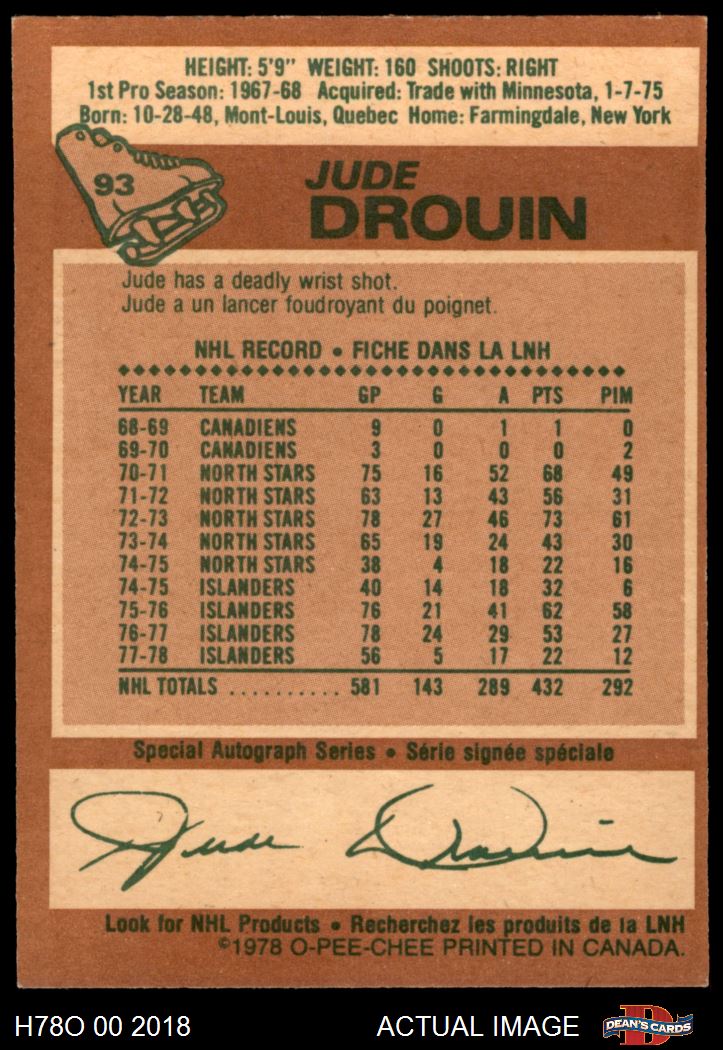 HEIGHT: 5'9" WEIGHT: 160 SHOOTS: RIGHT
1st Pro Season: 1967-68 Acquired: Trade with Minnesota, 1-7-75
Born: 10-28-48, Mont-Louis, Quebec Home: Farmingdale, New York
93
JUDE
DROUIN
Jude has a deadly wrist shot.
Jude a un lancer foudroyant du poignet.
NHL RECORD • FICHE DANS LA LNH
YEAR TEAM GP G A PTS PIM
68-69 CANADIENS 9 0 1 1 0
69-70 CANADIENS 3 0 0 0 2
70-71 NORTH STARS 75 16 52 68 49
71-72 NORTH STARS 63 13 43 56 31
72-73 NORTH STARS 78 27 46 73 61
73-74 NORTH STARS 65 19 24 43 30
74-75 NORTH STARS 38 4 18 22 16
74-75 ISLANDERS 40 14 18 32 6
75-76 ISLANDERS 76 21 41 62 58
76-77 ISLANDERS 78 24 29 53 27
77-78 ISLANDERS 56 5 17 22 12
NHL TOTALS .......... 581 143 289 432 292
Special Autograph Series • Série signée spéciale
Jude Drouin
Look for NHL Products • Recherchez les produits de la LNH
©1978 O-PEE-CHEE PRINTED IN CANADA.
H78O 00 2018 ACTUAL IMAGE D DEAN'S CARDS